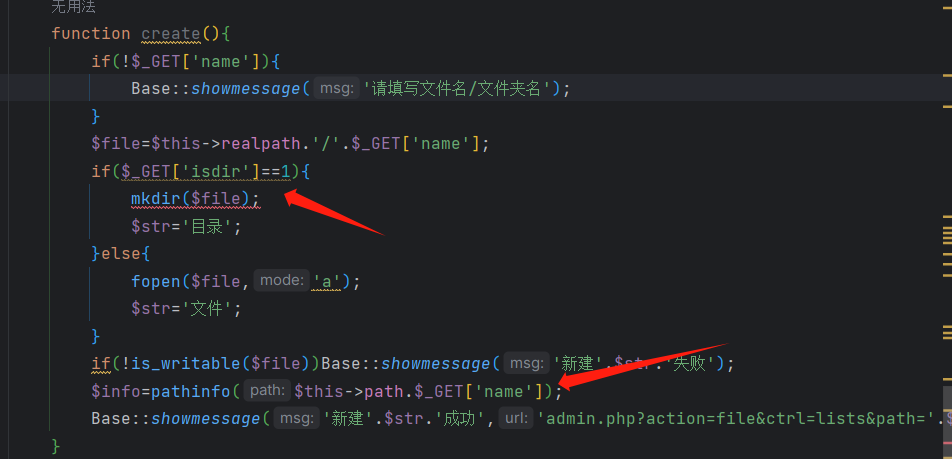 无用法
function create(){
if(!$_GET['name']){
Base::showmessage( msg: '请填写文件名/文件夹名');
}
$file=$this->realpath.'/'.$_GET['name'];
if($_GET['isdir']==1){
mkdir($file);
$str='目录';
}else{
fopen($file, mode: 'a');
$str='文件';
}
if(!is_writable($file))Base::showmessage( msg: '新建'.$str.'失败');
$info=pathinfo( path: $this->path.$_GET['name']);
Base::showmessage( msg: '新建'.$str.'成功', url: 'admin.php?action=file&ctrl=lists&path='.$
}